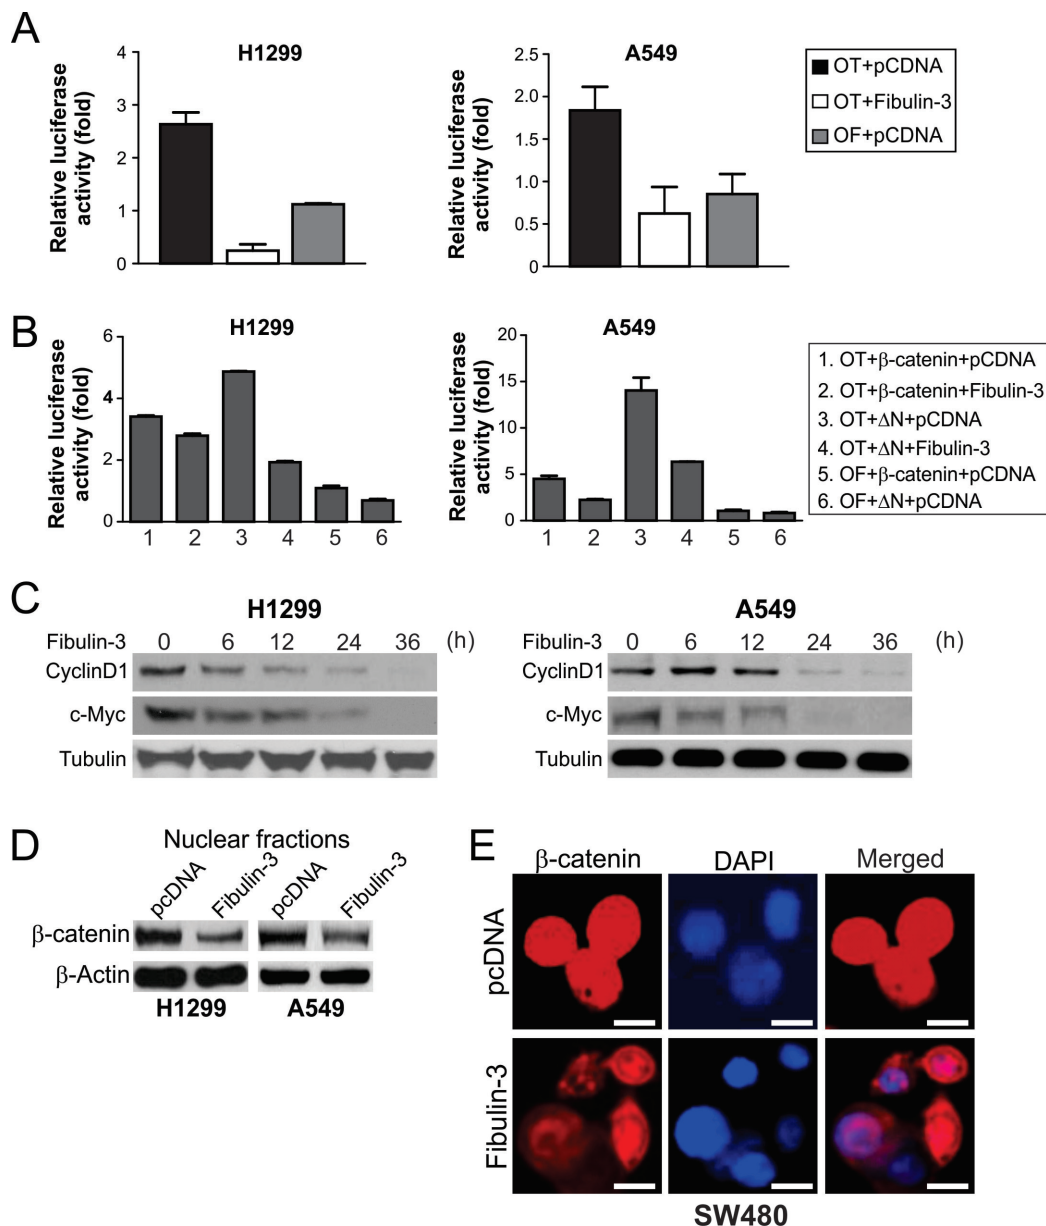 A
H1299
Relative luciferase
activity (fold)
4
3
2
1
0
A549
Relative luciferase
activity (fold)
2.5
2.0
1.5
1.0
0.5
0
OT+pCDNA
OT+Fibulin-3
OF+pCDNA
B
H1299
Relative luciferase
activity (fold)
6
4
2
0
1 2 3 4 5 6
A549
Relative luciferase
activity (fold)
20
15
10
5
0
1 2 3 4 5 6
1. OT+β-catenin+pCDNA
2. OT+β-catenin+Fibulin-3
3. OT+ΔN+pCDNA
4. OT+ΔN+Fibulin-3
5. OF+β-catenin+pCDNA
6. OF+ΔN+pCDNA
C
H1299
Fibulin-3 0 6 12 24 36 (h)
CyclinD1
c-Myc
Tubulin
A549
Fibulin-3 0 6 12 24 36 (h)
CyclinD1
c-Myc
Tubulin
D
Nuclear fractions
pcDNA Fibulin-3 pcDNA Fibulin-3
β-catenin
β-Actin
H1299 A549
E
β-catenin DAPI Merged
pcDNA
Fibulin-3
SW480